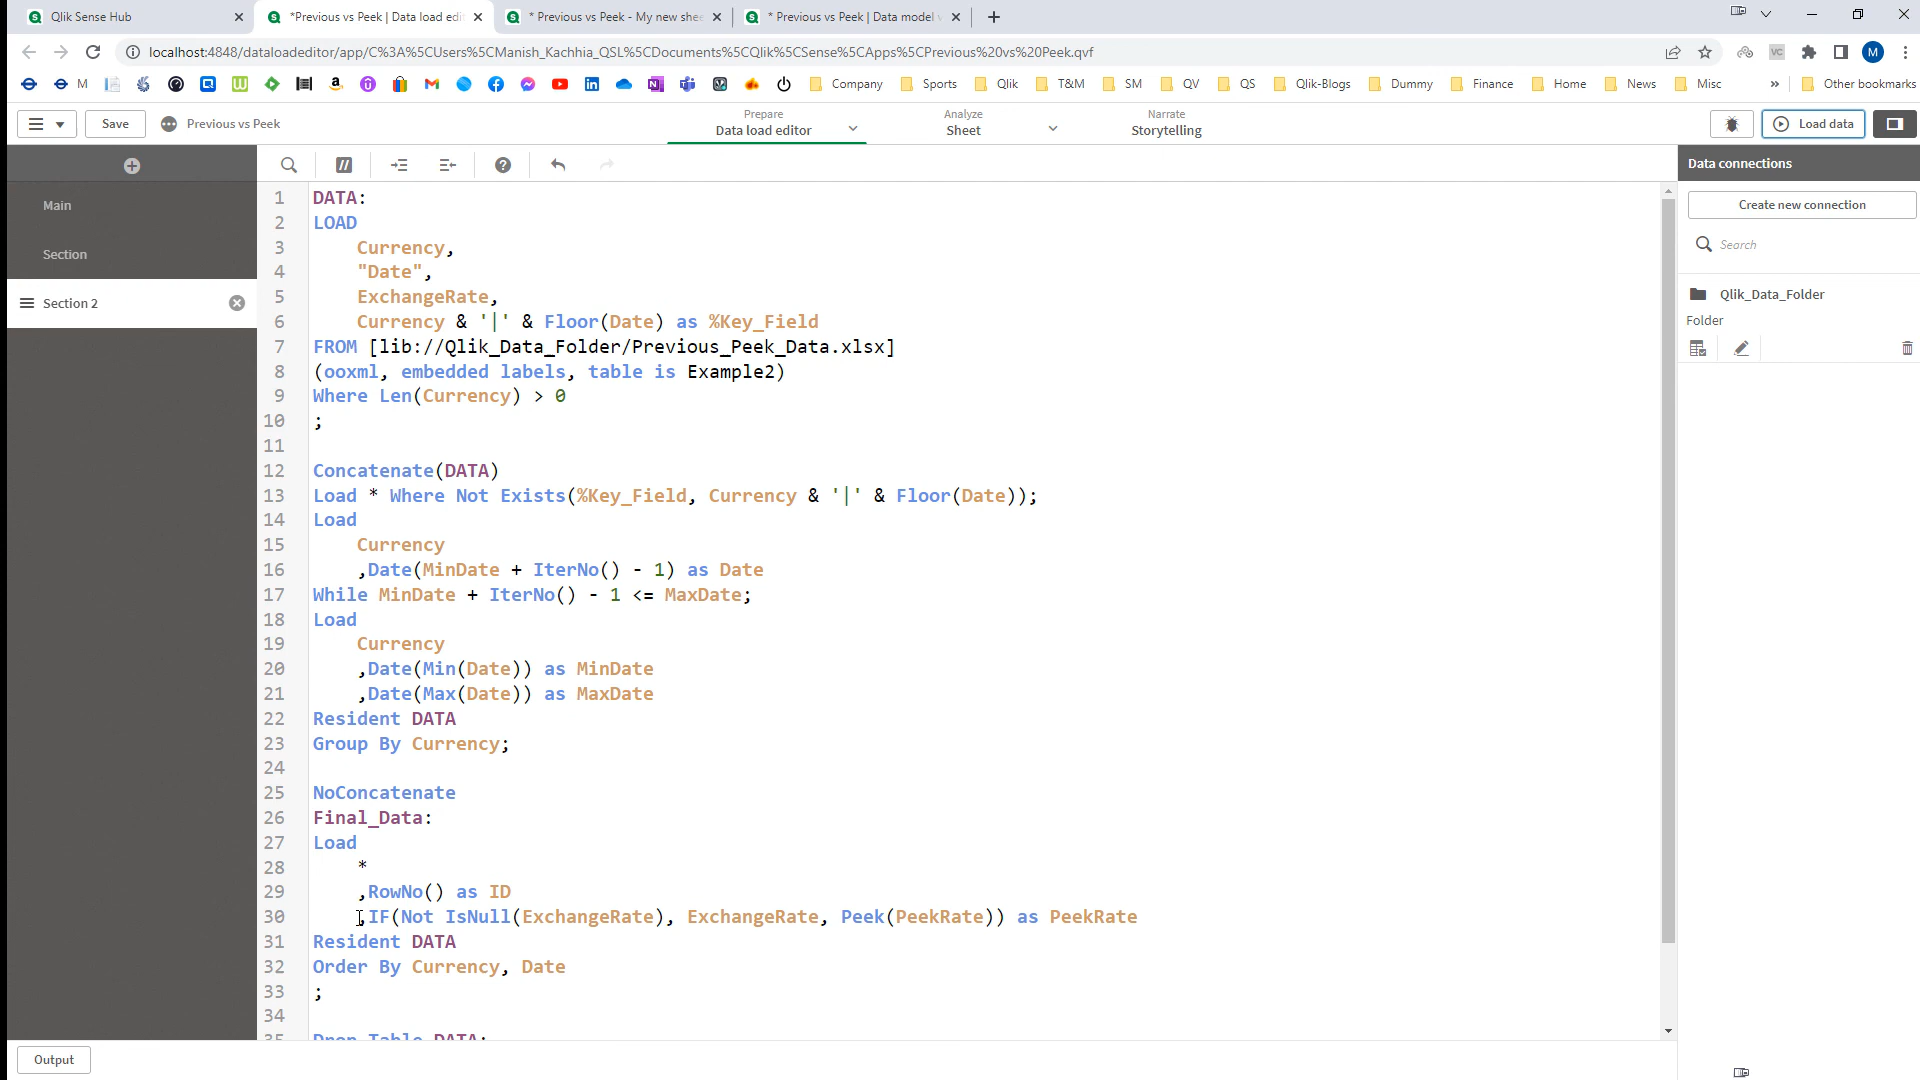 Qlik Sense Hub
*Previous vs Peek | Data load edi
* Previous vs Peek - My new she
* Previous vs Peek | Data model v
localhost:4848/dataloadeditor/app/C%3A%5CUsers%5CManish_Kachhia_QSL%5CDocuments%5CQlik%5CSense%5CApps%5CPrevious%20vs%20Peek.qvf
M
M
Company
Sports
Qlik
T&M
SM
QV
QS
Qlik-Blogs
Dummy
Finance
Home
News
Misc
»
Other bookmarks
Save
Previous vs Peek
Prepare
Data load editor
Analyze
Sheet
Narrate
Storytelling
Load data
Data connections
Main
Section
Section 2
Create new connection
Search
Qlik_Data_Folder
Folder
1 DATA:
2 LOAD
3 Currency,
4 "Date",
5 ExchangeRate,
6 Currency & '|' & Floor(Date) as %Key_Field
7 FROM [lib://Qlik_Data_Folder/Previous_Peek_Data.xlsx]
8 (ooxml, embedded labels, table is Example2)
9 Where Len(Currency) > 0
10 ;
11
12 Concatenate(DATA)
13 Load * Where Not Exists(%Key_Field, Currency & '|' & Floor(Date));
14 Load
15 Currency
16 ,Date(MinDate + IterNo() - 1) as Date
17 While MinDate + IterNo() - 1 <= MaxDate;
18 Load
19 Currency
20 ,Date(Min(Date)) as MinDate
21 ,Date(Max(Date)) as MaxDate
22 Resident DATA
23 Group By Currency;
24
25 NoConcatenate
26 Final_Data:
27 Load
28 *
29 ,RowNo() as ID
30 ,IF(Not IsNull(ExchangeRate), ExchangeRate, Peek(PeekRate)) as PeekRate
31 Resident DATA
32 Order By Currency, Date
33 ;
34
35 Drop Table DATA;
Output